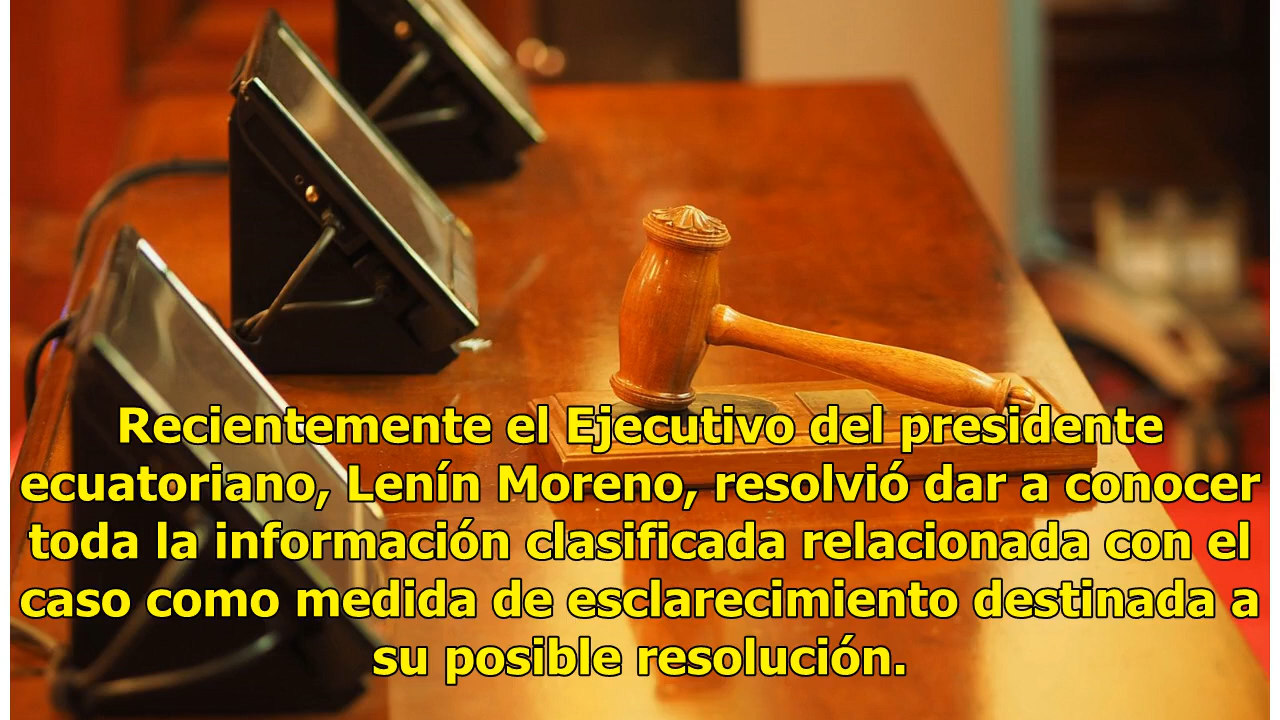 Recientemente el Ejecutivo del presidente
ecuatoriano, Lenín Moreno, resolvió dar a conocer
toda la información clasificada relacionada con el
caso como medida de esclarecimiento destinada a
su posible resolución.